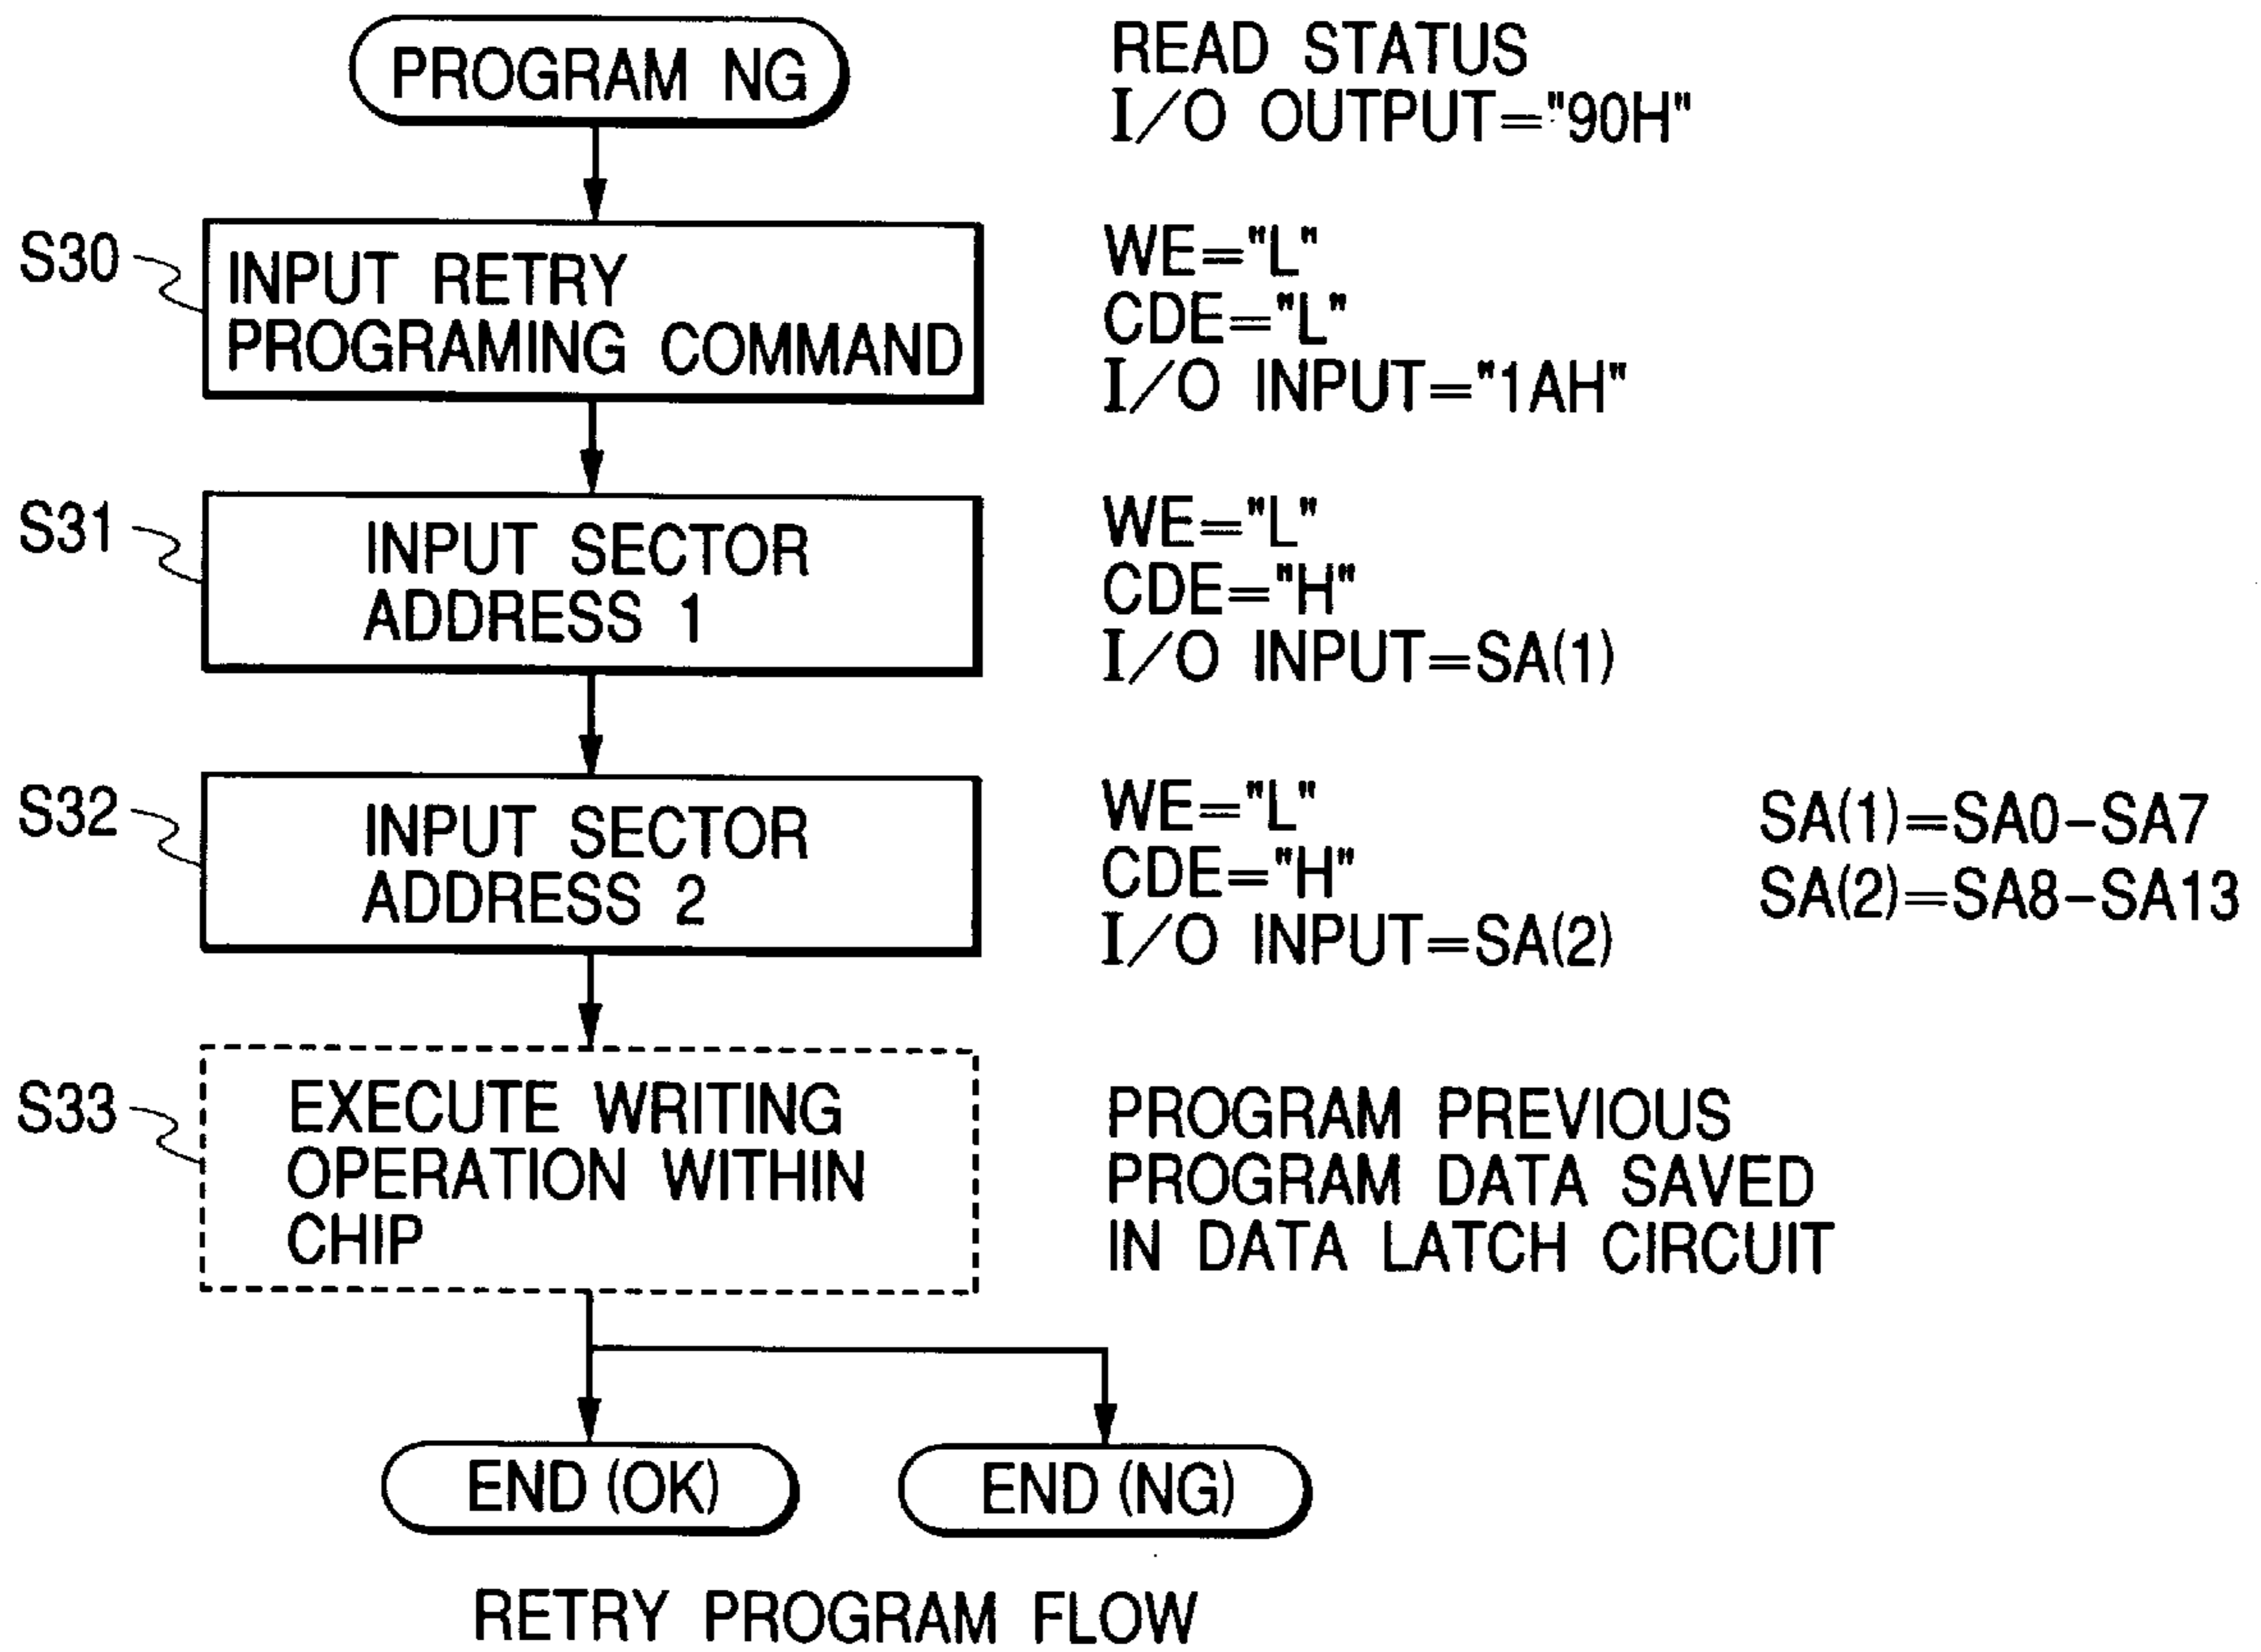 PROGRAM NG
READ STATUS
I/O OUTPUT="90H"
S30
INPUT RETRY
PROGRAMING COMMAND
WE="L"
CDE="L"
I/O INPUT="1AH"
S31
INPUT SECTOR
ADDRESS 1
WE="L"
CDE="H"
I/O INPUT=SA(1)
S32
INPUT SECTOR
ADDRESS 2
WE="L"
CDE="H"
I/O INPUT=SA(2)
SA(1)=SA0-SA7
SA(2)=SA8-SA13
S33
EXECUTE WRITING
OPERATION WITHIN
CHIP
PROGRAM PREVIOUS
PROGRAM DATA SAVED
IN DATA LATCH CIRCUIT
END (OK)
END (NG)
RETRY PROGRAM FLOW